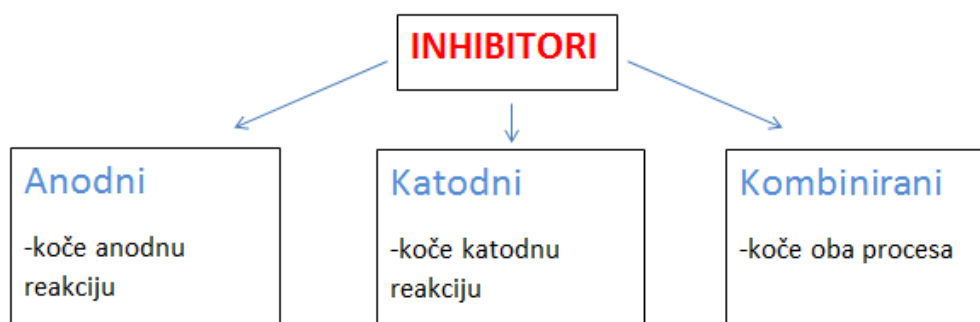 INHIBITORI
Anodni
-koče anodnu
reakciju
Katodni
-koče katodnu
reakciju
Kombinirani
-koče oba procesa